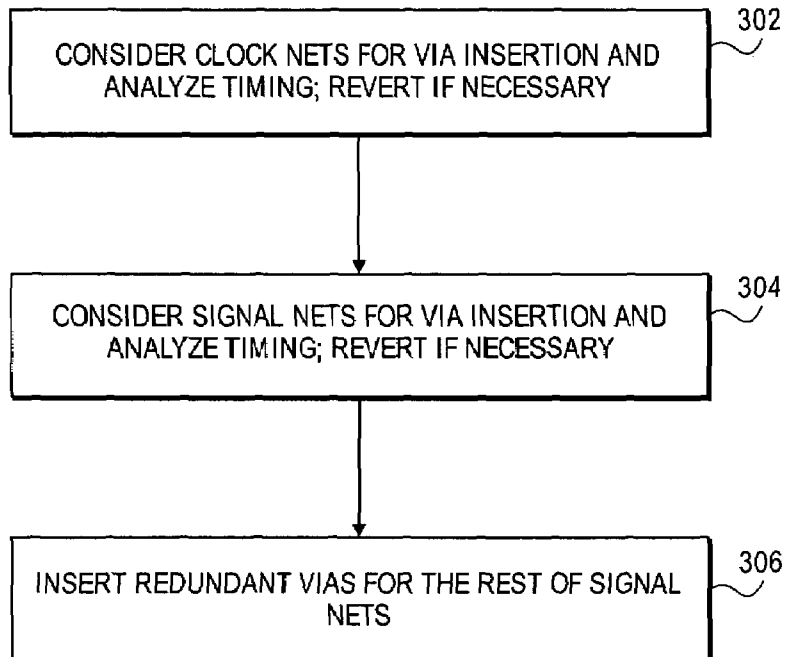 302
CONSIDER CLOCK NETS FOR VIA INSERTION AND
ANALYZE TIMING; REVERT IF NECESSARY
304
CONSIDER SIGNAL NETS FOR VIA INSERTION AND
ANALYZE TIMING; REVERT IF NECESSARY
306
INSERT REDUNDANT VIAS FOR THE REST OF SIGNAL
NETS